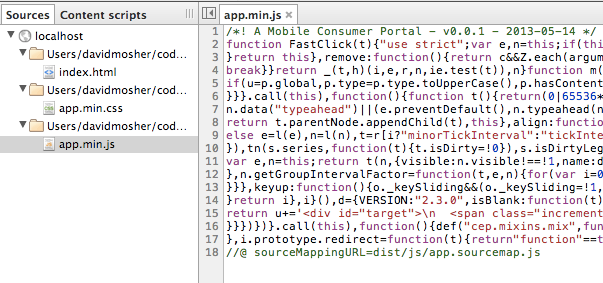 Sources
Content scripts
app.min.js ×
localhost
Users/davidmosher/cod...
index.html
Users/davidmosher/cod...
app.min.css
Users/davidmosher/cod...
app.min.js
1 /*! A Mobile Consumer Portal - v0.0.1 - 2013-05-14 */
2 function FastClick(t){"use strict";var e,n=this;if(thi
3 }return this},remove:function(){return c&&Z.each(argum
4 break}}return _(t,h)(i,e,r,n,ie.test(t)),n}function m(
5 if(u=p.global,p.type=p.type.toUpperCase(),p.hasContent
6 }}}.call(this),function(){function t(){return(0|65536*
7 n.data("typeahead")||(e.preventDefault(),n.typeahead(n
8 return t.parentNode.appendChild(t),align:function
9 else e=l(e),n=l(n),t=r[i?"minorTickInterval":"tickInte
10 }),tn(s.series,function(t){t.isDirty=!0}),s.isDirtyLeg
11 var e,n=this;return t(n,{visible:n.visible!==!1,name:d
12 },n.getGroupIntervalFactor=function(t,e,n){for(var i=0
13 }}},keyup:function(){o._keySliding&&(o._keySliding=!1,
14 }return i},i}(),d={VERSION:"2.3.0",isBlank:function(t)
15 return u+='<div id="target">\n <span class="increment
16 }}}})}).call(this),function(){def("cep.mixins.mix",fun
17 },i.prototype.redirect=function(t){return"function"==t
18 //@ sourceMappingURL=dist/js/app.sourcemap.js